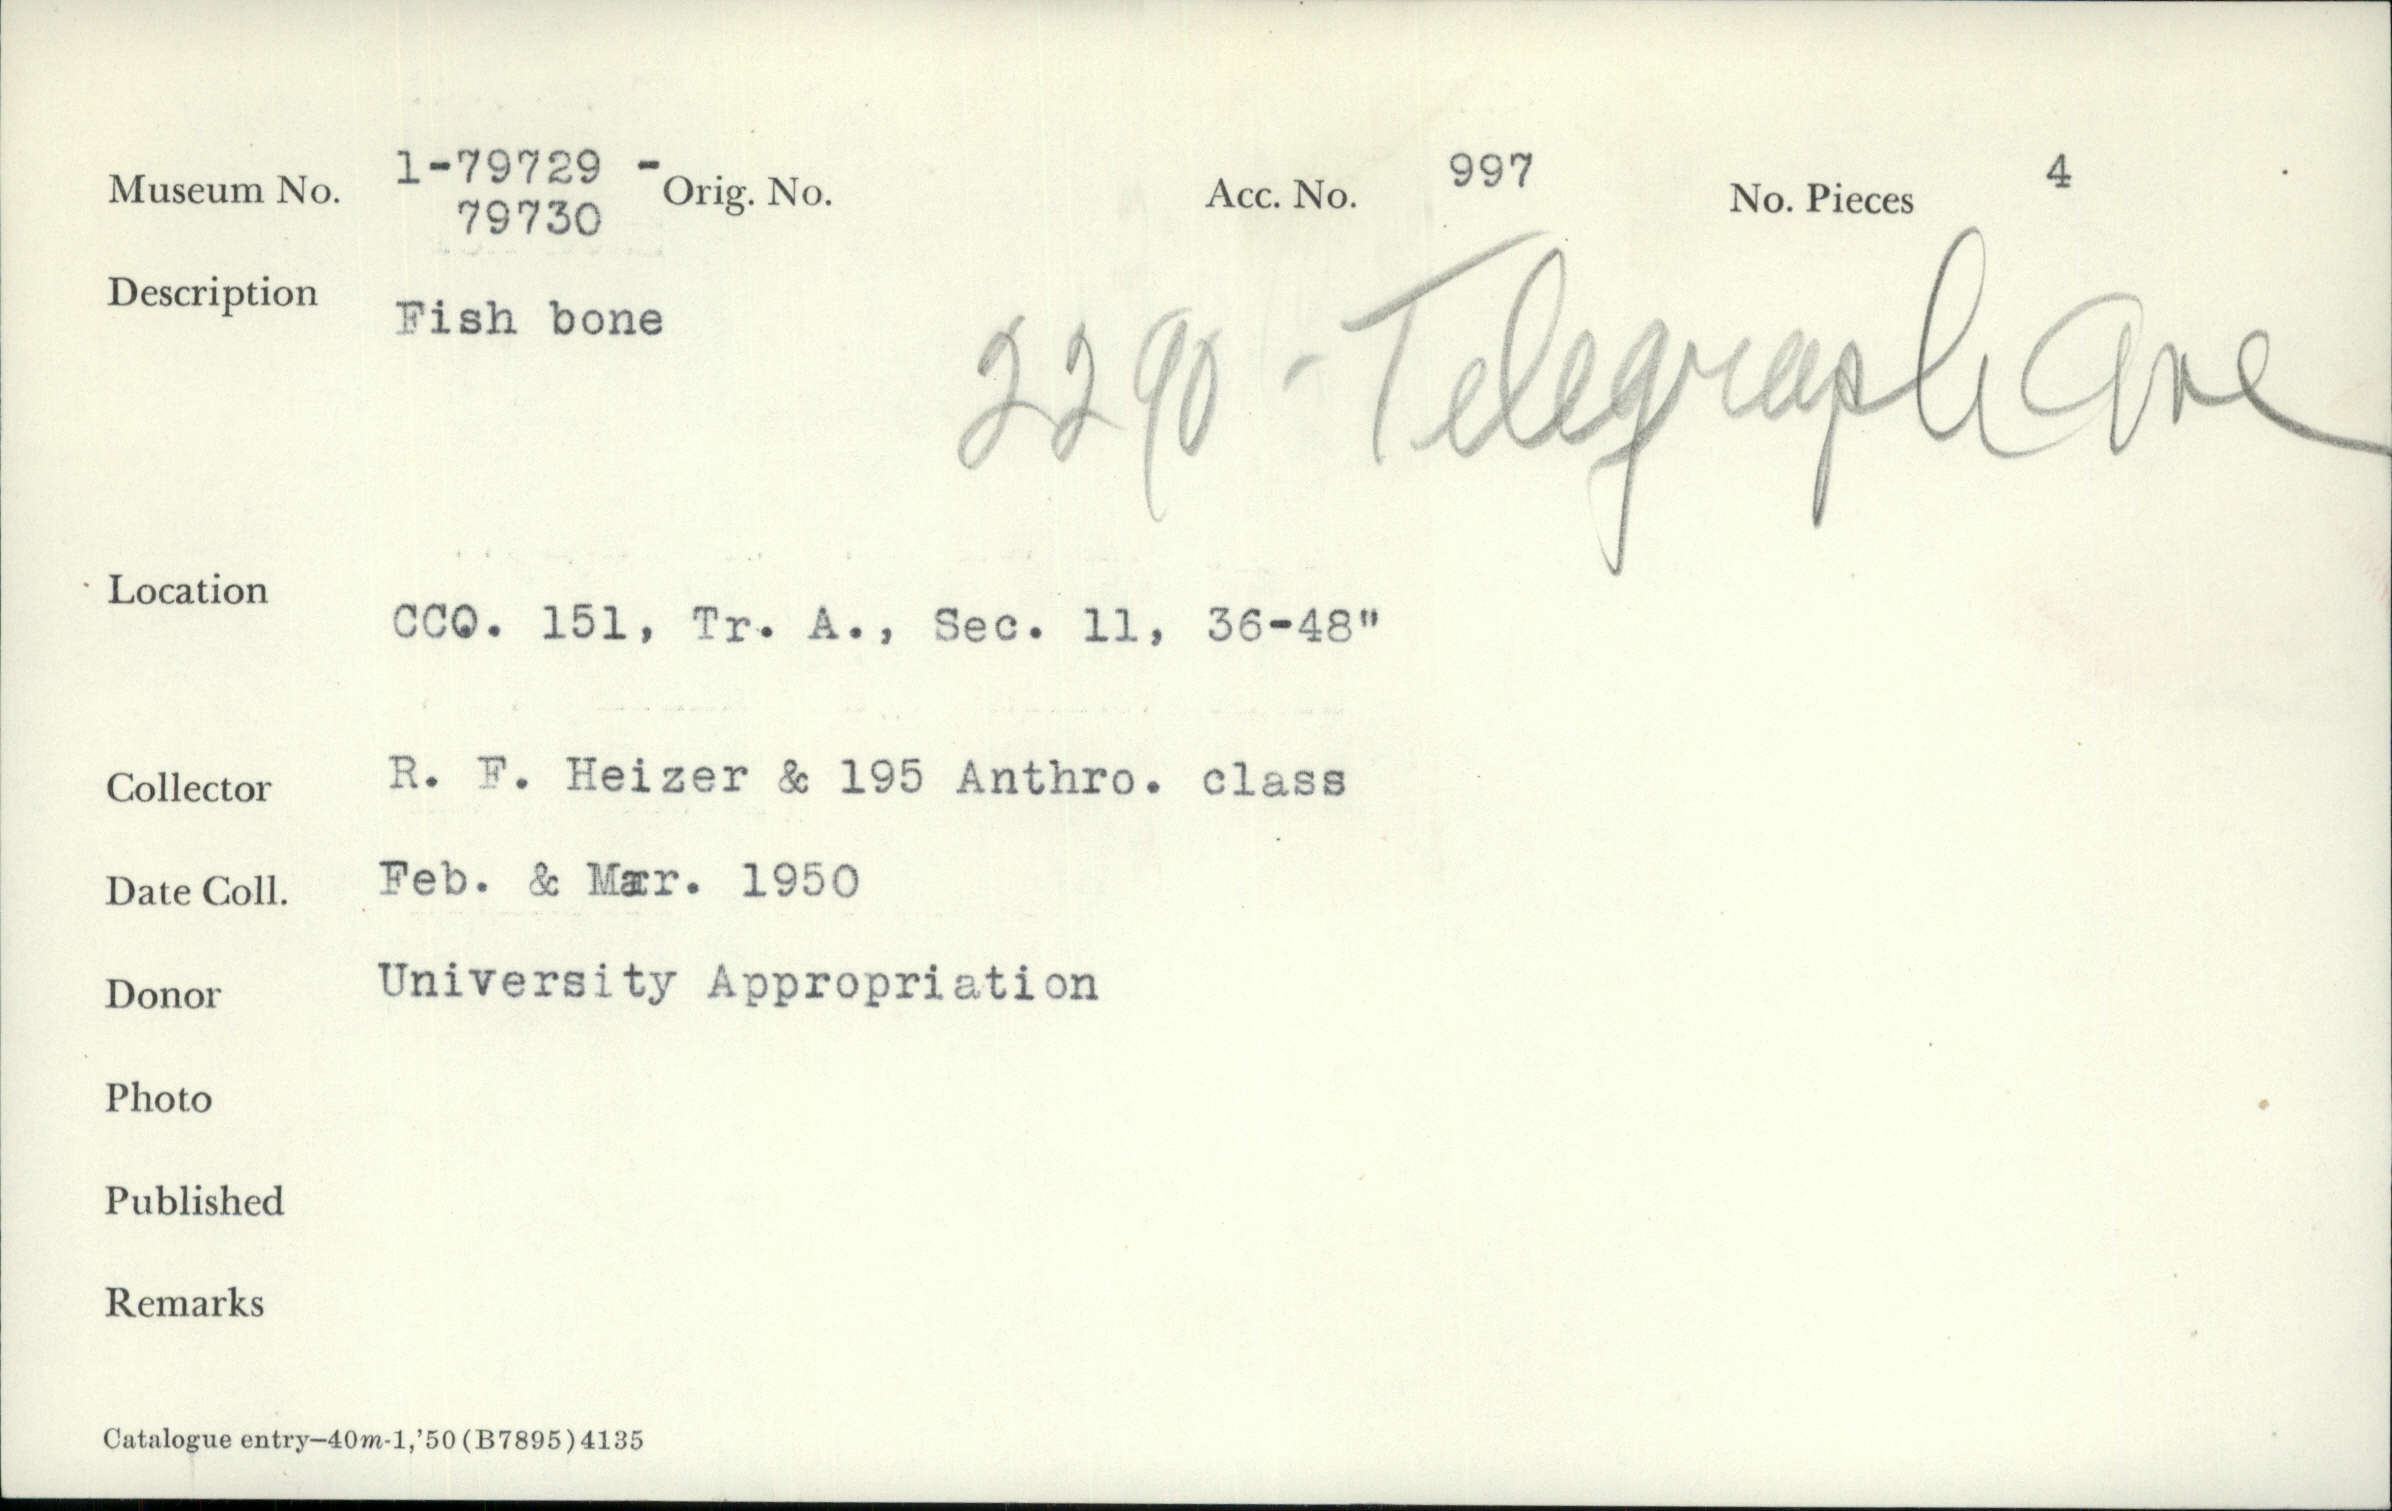 Museum No. 1-79729 - 79730 Orig. No. Acc. No. 997 No. Pieces 4
Description Fish bone
2290 - Telegraph Ave
Location CCO. 151, Tr. A., Sec. 11, 36-48"
Collector R. F. Heizer & 195 Anthro. class
Date Coll. Feb. & Mar. 1950
Donor University Appropriation
Photo
Published
Remarks
Catalogue entry—40m-1,'50(B7895)4135